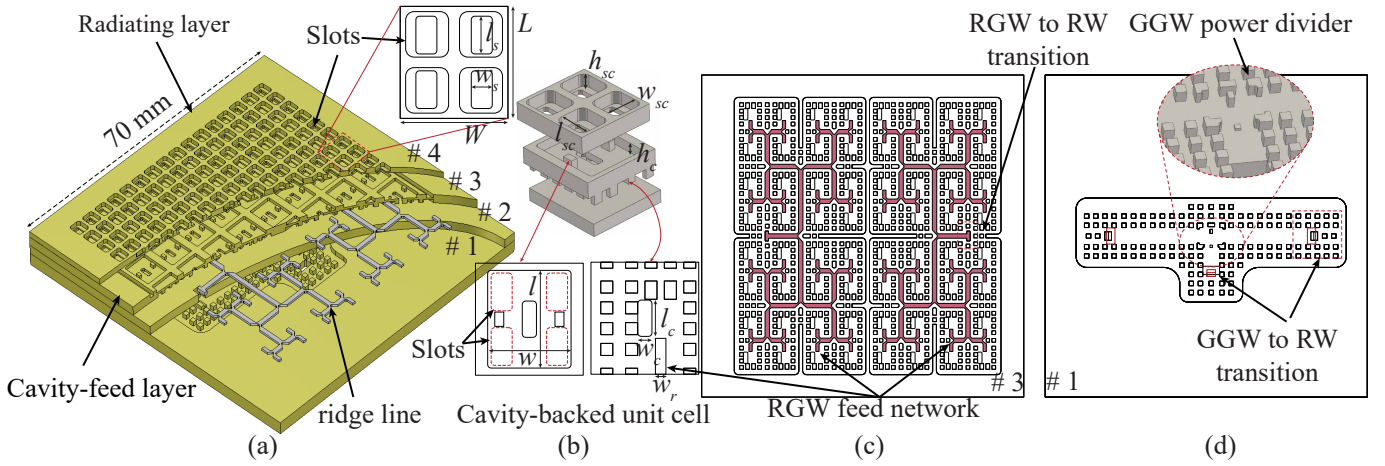 Radiating layer
Slots
70 mm
# 4
# 3
# 2
# 1
Cavity-feed layer
ridge line
(a)
L
l_s
w_s
W
h_sc
w_sc
l_sc
h_c
Slots
l
w
l_c
w_c
w_r
Cavity-backed unit cell
(b)
RGW to RW
transition
RGW feed network
# 3
(c)
GGW power divider
GGW to RW
transition
# 1
(d)